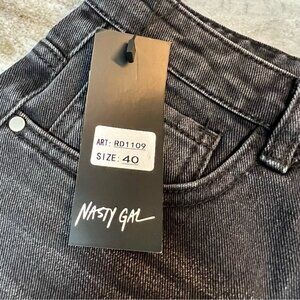 ART: RD1109
SIZE: 40
NASTY GAL